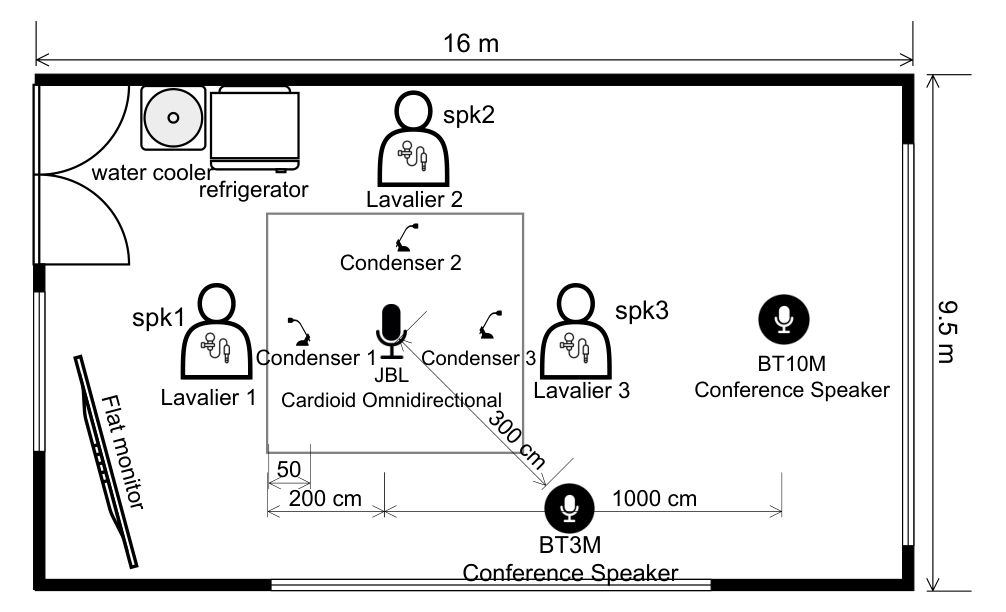 16 m
spk2
water cooler
refrigerator
Lavalier 2
Condenser 2
spk1
spk3
9.5 m
Condenser 1
Condenser 3
BT10M
Conference Speaker
JBL
Lavalier 1
Lavalier 3
Cardioid Omnidirectional
Flat monitor
300 cm
50
200 cm
1000 cm
BT3M
Conference Speaker